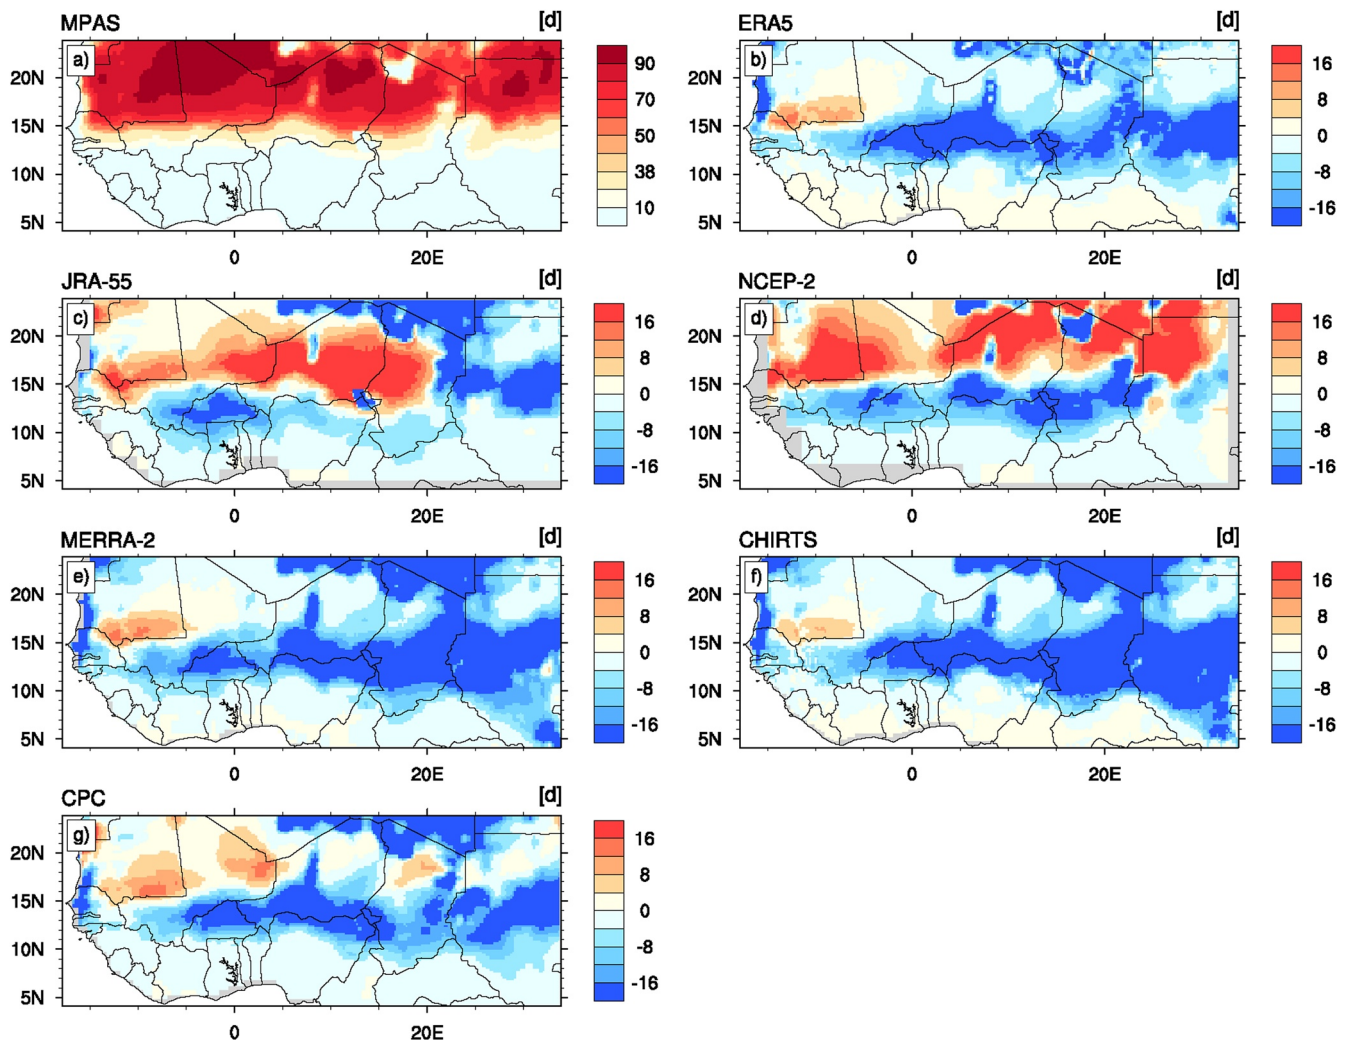 MPAS [d]
a)
20N
15N
10N
5N
0 20E
90
70
50
38
10
ERA5 [d]
b)
20N
15N
10N
5N
0 20E
16
8
0
-8
-16
JRA-55 [d]
c)
20N
15N
10N
5N
0 20E
16
8
0
-8
-16
NCEP-2 [d]
d)
20N
15N
10N
5N
0 20E
16
8
0
-8
-16
MERRA-2 [d]
e)
20N
15N
10N
5N
0 20E
16
8
0
-8
-16
CHIRTS [d]
f)
20N
15N
10N
5N
0 20E
16
8
0
-8
-16
CPC [d]
g)
20N
15N
10N
5N
0 20E
16
8
0
-8
-16